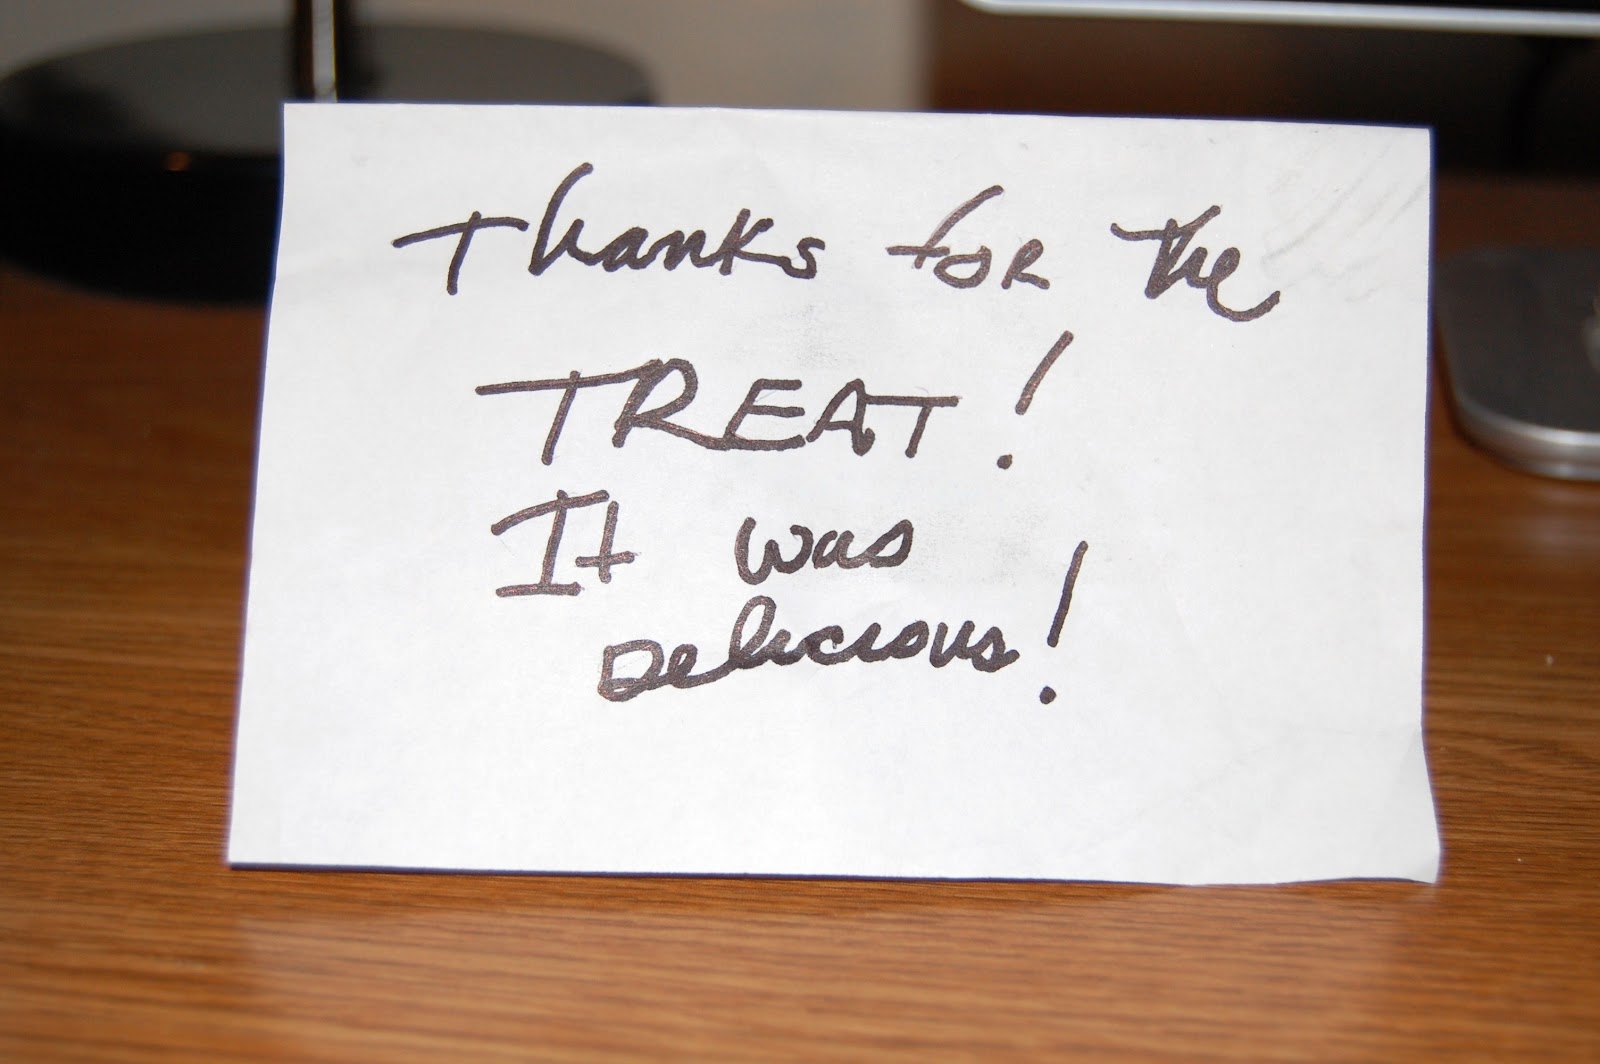 Thanks for the
TREAT!
It was
Delicious!